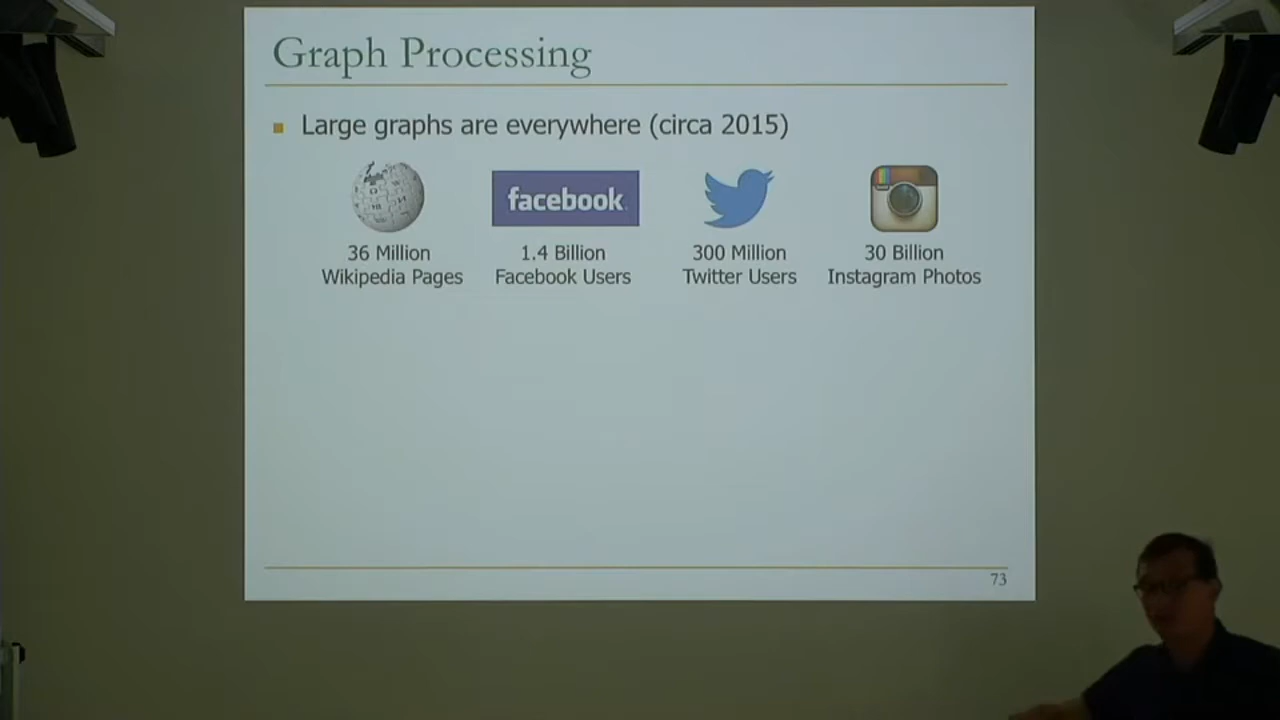 Graph Processing
Large graphs are everywhere (circa 2015)
facebook
36 Million
Wikipedia Pages
1.4 Billion
Facebook Users
300 Million
Twitter Users
30 Billion
Instagram Photos
73